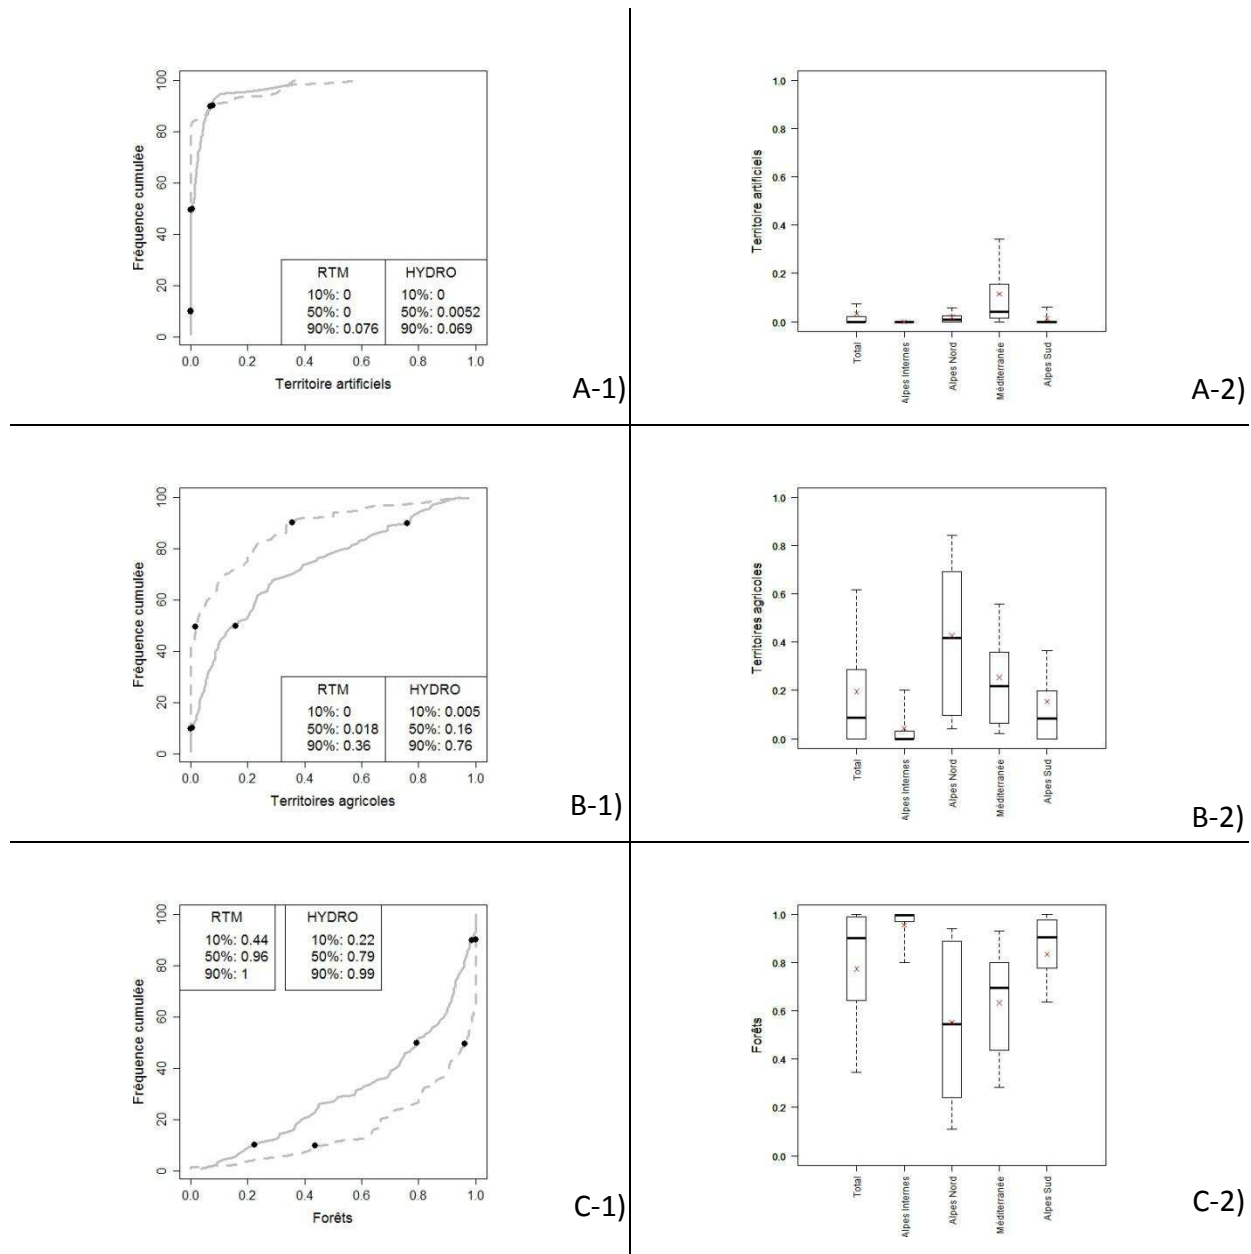 Fréquence cumulée
100
80
60
40
20
0
RTM
10%: 0
50%: 0
90%: 0.076
HYDRO
10%: 0
50%: 0.0052
90%: 0.069
0.0 0.2 0.4 0.6 0.8 1.0
Territoire artificiels
A-1)
Territoire artificiels
1.0
0.8
0.6
0.4
0.2
0.0
Total
Alpes Internes
Alpes Nord
Méditerranée
Alpes Sud
A-2)
Fréquence cumulée
100
80
60
40
20
0
RTM
10%: 0
50%: 0.018
90%: 0.36
HYDRO
10%: 0.005
50%: 0.16
90%: 0.76
0.0 0.2 0.4 0.6 0.8 1.0
Territoires agricoles
B-1)
Territoires agricoles
1.0
0.8
0.6
0.4
0.2
0.0
Total
Alpes Internes
Alpes Nord
Méditerranée
Alpes Sud
B-2)
Fréquence cumulée
100
80
60
40
20
0
RTM
10%: 0.44
50%: 0.96
90%: 1
HYDRO
10%: 0.22
50%: 0.79
90%: 0.99
0.0 0.2 0.4 0.6 0.8 1.0
Forêts
C-1)
Forêts
1.0
0.8
0.6
0.4
0.2
0.0
Total
Alpes Internes
Alpes Nord
Méditerranée
Alpes Sud
C-2)